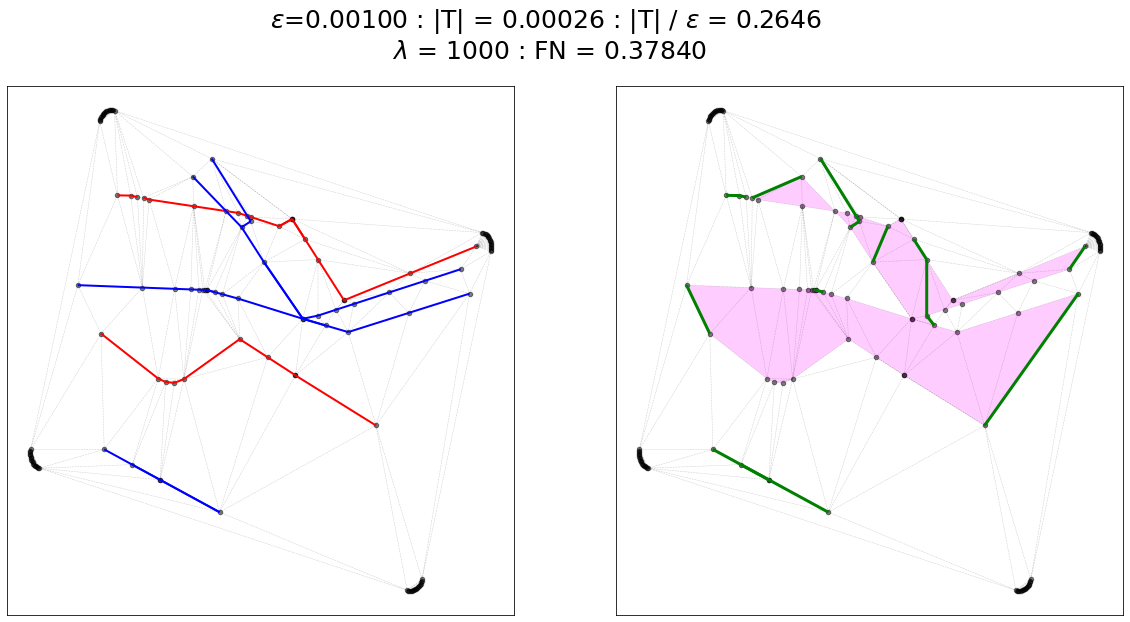 ε=0.00100 : |T| = 0.00026 : |T| / ε = 0.2646
λ = 1000 : FN = 0.37840